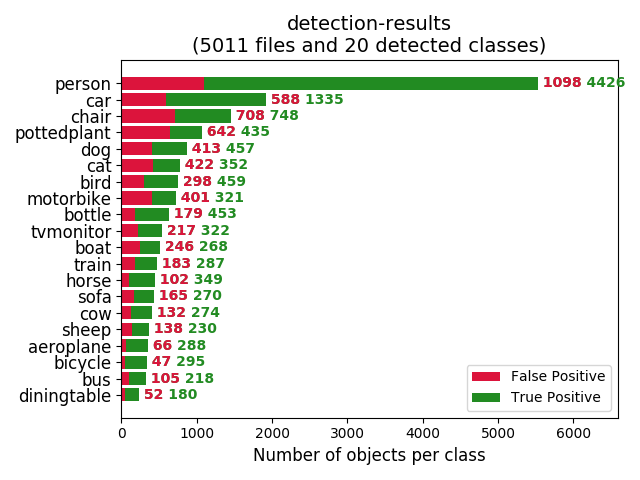 detection-results
(5011 files and 20 detected classes)
person 1098 4426
car 588 1335
chair 708 748
pottedplant 642 435
dog 413 457
cat 422 352
bird 298 459
motorbike 401 321
bottle 179 453
tvmonitor 217 322
boat 246 268
train 183 287
horse 102 349
sofa 165 270
cow 132 274
sheep 138 230
aeroplane 66 288
bicycle 47 295
bus 105 218
diningtable 52 180
False Positive
True Positive
0 1000 2000 3000 4000 5000 6000
Number of objects per class